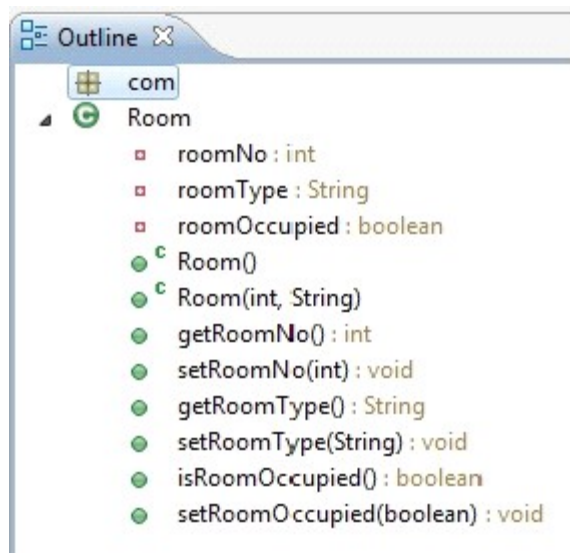 Outline
com
Room
roomNo : int
roomType : String
roomOccupied : boolean
Room()
Room(int, String)
getRoomNo() : int
setRoomNo(int) : void
getRoomType() : String
setRoomType(String) : void
isRoomOccupied() : boolean
setRoomOccupied(boolean) : void